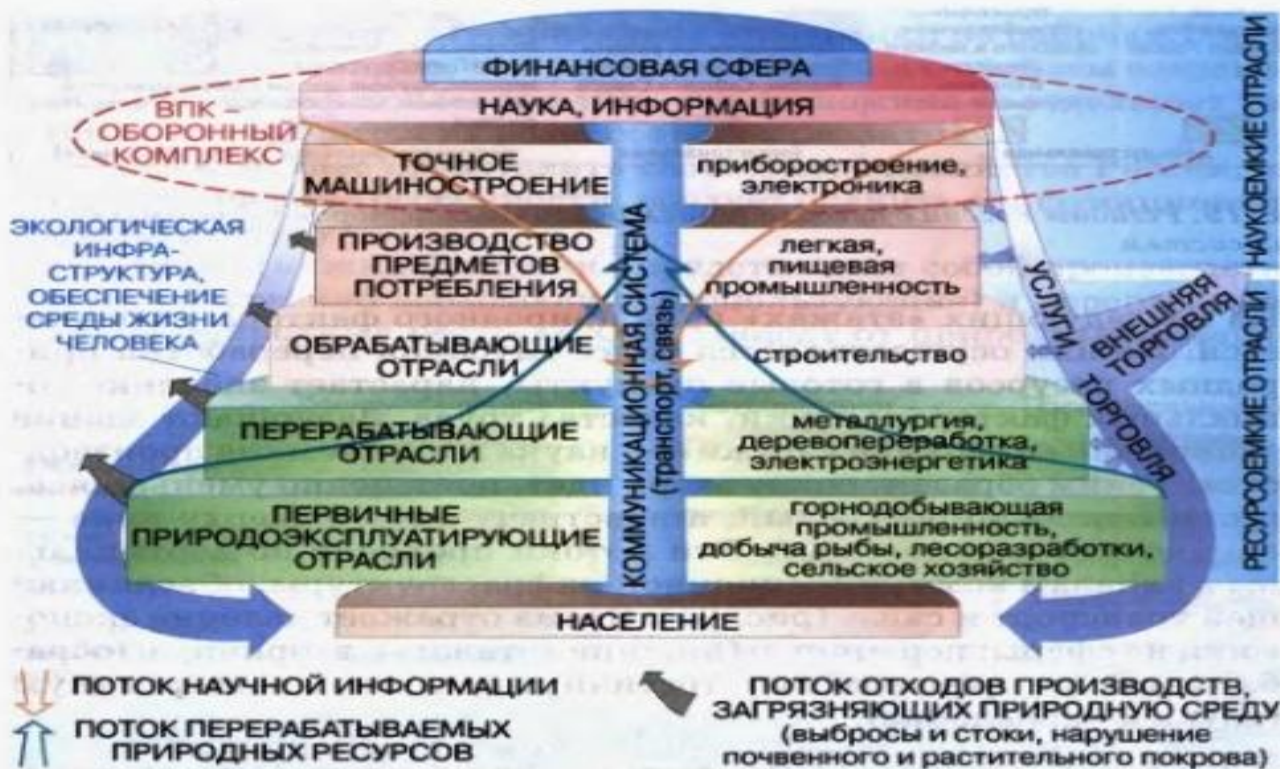 ФИНАНСОВАЯ СФЕРА
НАУКА, ИНФОРМАЦИЯ
ВПК –
ОБОРОННЫЙ
КОМПЛЕКС
ТОЧНОЕ
МАШИНОСТРОЕНИЕ
приборостроение,
электроника
ЭКОЛОГИЧЕСКАЯ
ИНФРА-
СТРУКТУРА,
ОБЕСПЕЧЕНИЕ
СРЕДЫ ЖИЗНИ
ЧЕЛОВЕКА
ПРОИЗВОДСТВО
ПРЕДМЕТОВ
ПОТРЕБЛЕНИЯ
легкая,
пищевая
промышленность
ОБРАБАТЫВАЮЩИЕ
ОТРАСЛИ
строительство
ПЕРЕРАБАТЫВАЮЩИЕ
ОТРАСЛИ
металлургия,
деревопереработка,
электроэнергетика
ПЕРВИЧНЫЕ
ПРИРОДОЭКСПЛУАТИРУЮЩИЕ
ОТРАСЛИ
горнодобывающая
промышленность,
добыча рыбы, лесоразработки,
сельское хозяйство
КОММУНИКАЦИОННАЯ СИСТЕМА
(транспорт, связь)
УСЛУГИ
ТОРГОВЛЯ
ВНЕШНЯЯ
ТОРГОВЛЯ
НАУКОЕМКИЕ ОТРАСЛИ
РЕСУРСОЕМКИЕ ОТРАСЛИ
НАСЕЛЕНИЕ
ПОТОК НАУЧНОЙ ИНФОРМАЦИИ
ПОТОК ПЕРЕРАБАТЫВАЕМЫХ
ПРИРОДНЫХ РЕСУРСОВ
ПОТОК ОТХОДОВ ПРОИЗВОДСТВ,
ЗАГРЯЗНЯЮЩИХ ПРИРОДНУЮ СРЕДУ
(выбросы и стоки, нарушение
почвенного и растительного покрова)